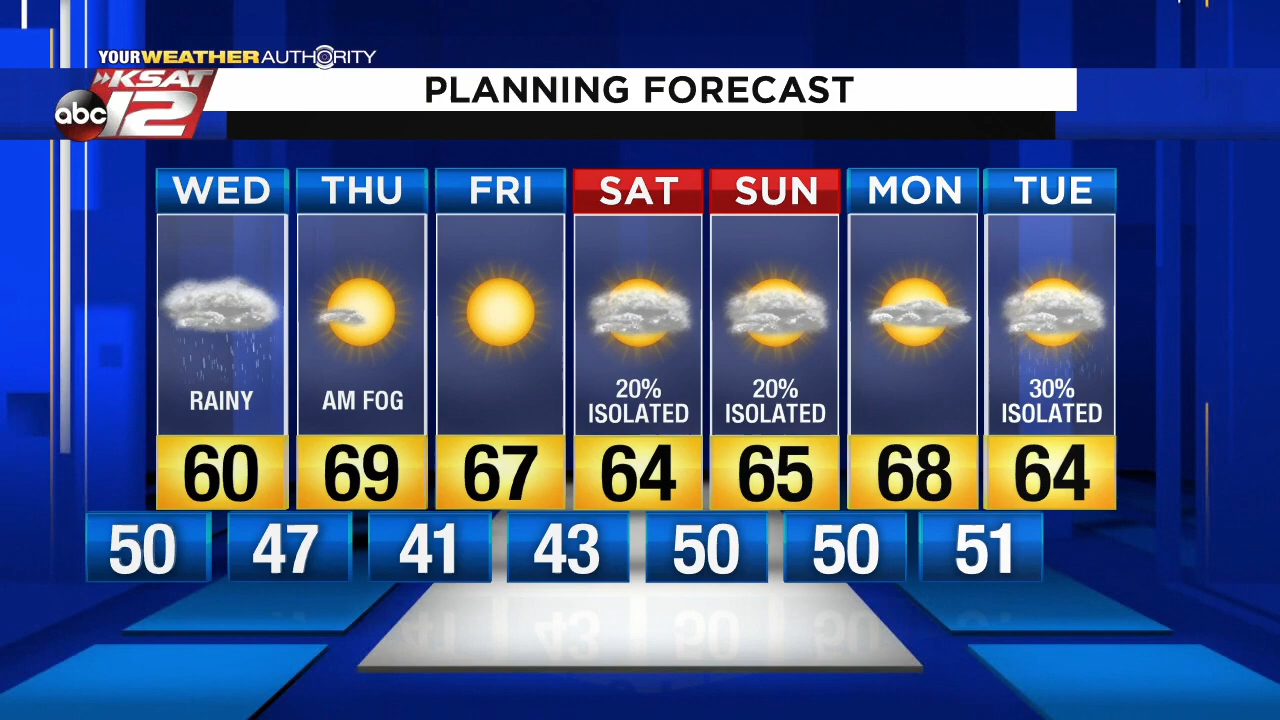 YOURWEATHERAUTHORITY
KSAT
abc 12
PLANNING FORECAST
WED THU FRI SAT SUN MON TUE
RAINY
AM FOG
20%
ISOLATED
20%
ISOLATED
30%
ISOLATED
60 69 67 64 65 68 64
50 47 41 43 50 50 51